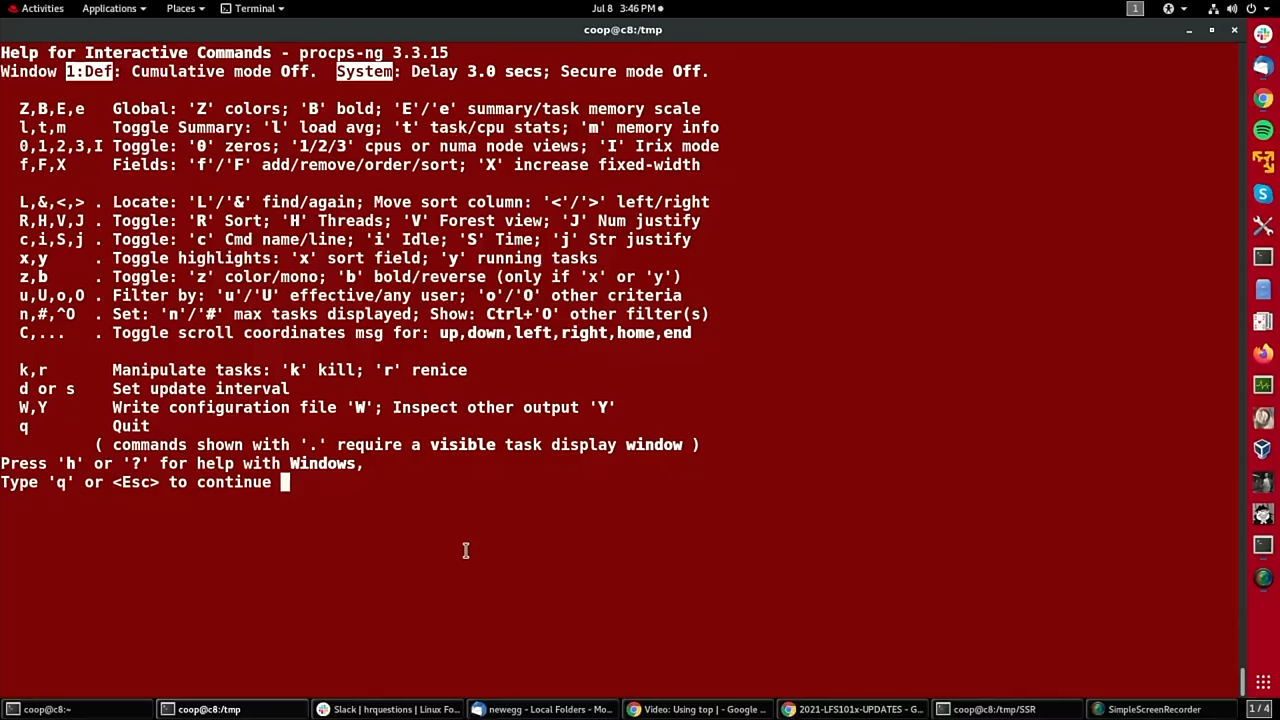 Activities Applications Places Terminal Jul 8 3:46 PM 1
coop@c8:/tmp
Help for Interactive Commands - procps-ng 3.3.15
Window 1:Def: Cumulative mode Off.  System: Delay 3.0 secs; Secure mode Off.
Z,B,E,e   Global: 'Z' colors; 'B' bold; 'E'/'e' summary/task memory scale
l,t,m     Toggle Summary: 'l' load avg; 't' task/cpu stats; 'm' memory info
0,1,2,3,I Toggle: '0' zeros; '1/2/3' cpus or numa node views; 'I' Irix mode
f,F,X     Fields: 'f'/'F' add/remove/order/sort; 'X' increase fixed-width
L,&,<,> . Locate: 'L'/'&' find/again; Move sort column: '<'/'>' left/right
R,H,V,J . Toggle: 'R' Sort; 'H' Threads; 'V' Forest view; 'J' Num justify
c,i,S,j . Toggle: 'c' Cmd name/line; 'i' Idle; 'S' Time; 'j' Str justify
x,y     . Toggle highlights: 'x' sort field; 'y' running tasks
z,b     . Toggle: 'z' color/mono; 'b' bold/reverse (only if 'x' or 'y')
u,U,o,O . Filter by: 'u'/'U' effective/any user; 'o'/'O' other criteria
n,#,^O  . Set: 'n'/'#' max tasks displayed; Show: Ctrl+'O' other filter(s)
C,...   . Toggle scroll coordinates msg for: up,down,left,right,home,end
k,r       Manipulate tasks: 'k' kill; 'r' renice
d or s    Set update interval
W,Y       Write configuration file 'W'; Inspect other output 'Y'
q         Quit
( commands shown with '.' require a visible task display window )
Press 'h' or '?' for help with Windows,
Type 'q' or <Esc> to continue
coop@c8:~ coop@c8:/tmp Slack | hrquestions | Linux Fo... newegg - Local Folders - Mo... Video: Using top | - Google ... 2021-LFS101x-UPDATES - G... coop@c8:/tmp/SSR SimpleScreenRecorder 1 / 4